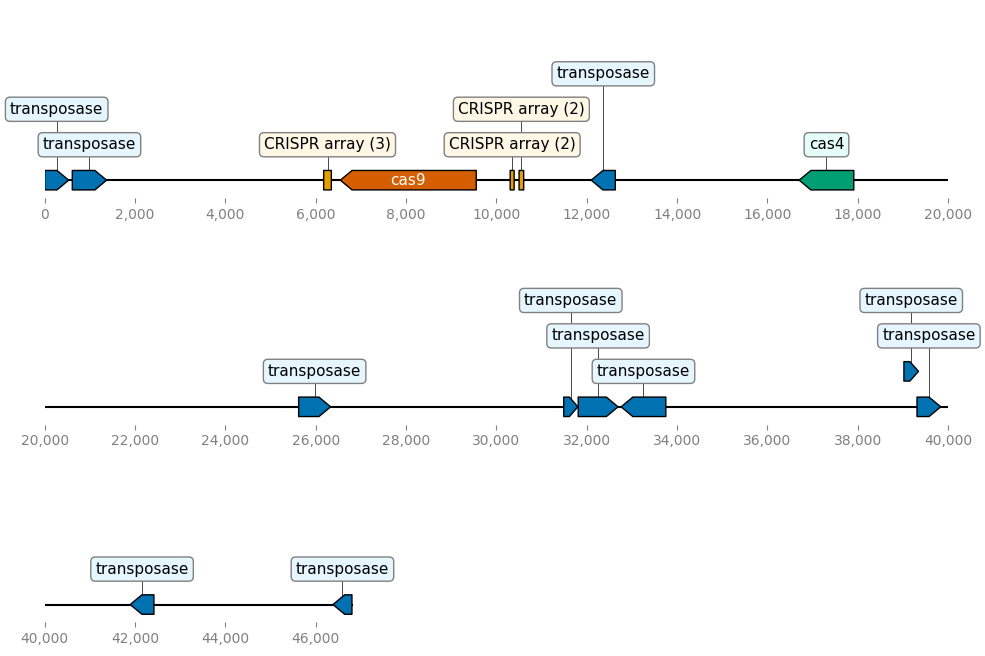 transposase
transposase CRISPR array (2)
transposase CRISPR array (3) CRISPR array (2) cas4
cas9
0 2,000 4,000 6,000 8,000 10,000 12,000 14,000 16,000 18,000 20,000
transposase transposase
transposase transposase
transposase transposase
20,000 22,000 24,000 26,000 28,000 30,000 32,000 34,000 36,000 38,000 40,000
transposase transposase
40,000 42,000 44,000 46,000